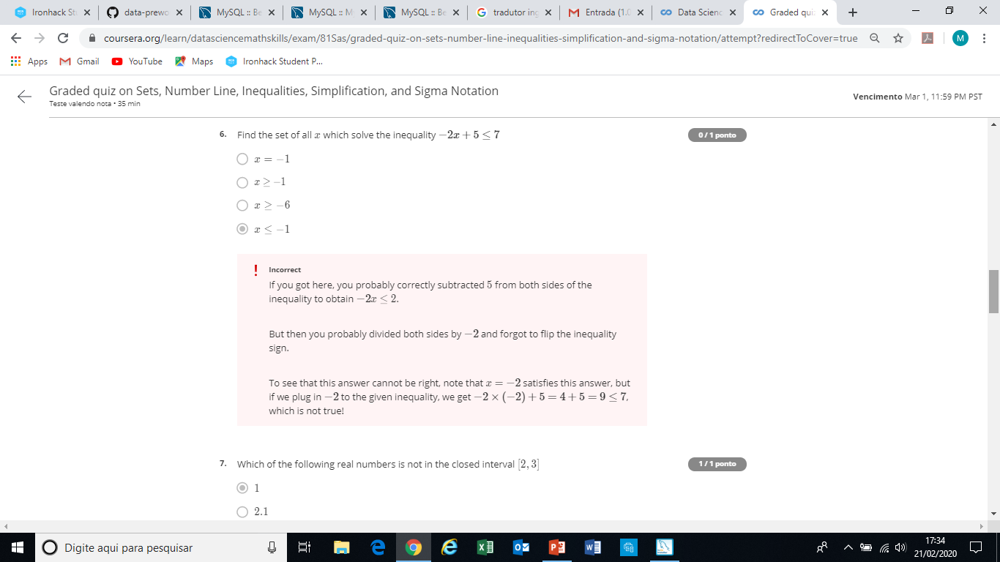 Ironhack St
data-prewo
MySQL :: Be
MySQL :: M
MySQL :: Be
tradutor ing
Entrada (1.0
Data Scienc
Graded qui
coursera.org/learn/datasciencemathskills/exam/81Sas/graded-quiz-on-sets-number-line-inequalities-simplification-and-sigma-notation/attempt?redirectToCover=true
M
Apps
Gmail
YouTube
Maps
Ironhack Student P...
Graded quiz on Sets, Number Line, Inequalities, Simplification, and Sigma Notation
Teste valendo nota • 35 min
Vencimento Mar 1, 11:59 PM PST
6. Find the set of all x which solve the inequality −2x + 5 ≤ 7
0 / 1 ponto
x = −1
x ≥ −1
x ≥ −6
x ≤ −1
! Incorrect
If you got here, you probably correctly subtracted 5 from both sides of the
inequality to obtain −2x ≤ 2.
But then you probably divided both sides by −2 and forgot to flip the inequality
sign.
To see that this answer cannot be right, note that x = −2 satisfies this answer, but
if we plug in −2 to the given inequality, we get −2 × (−2) + 5 = 4 + 5 = 9 ≤ 7,
which is not true!
7. Which of the following real numbers is not in the closed interval [2, 3]
1 / 1 ponto
1
2.1
Digite aqui para pesquisar
17:34
21/02/2020